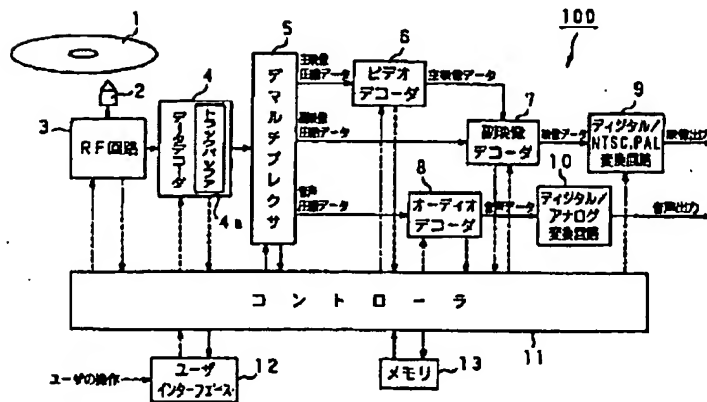 100
1
2
3
RF回路
4
データデコーダ
トラックバッファ
4a
5
デマルチプレクサ
主映像
圧縮データ
副映像
圧縮データ
音声
圧縮データ
6
ビデオ
デコーダ
主映像データ
7
副映像
デコーダ
映像データ
8
オーディオ
デコーダ
音声データ
9
ディジタル/
NTSC,PAL
変換回路
映像出力
10
ディジタル/
アナログ
変換回路
音声出力
コントローラ
11
ユーザの操作
ユーザ
インターフェース
12
メモリ
13